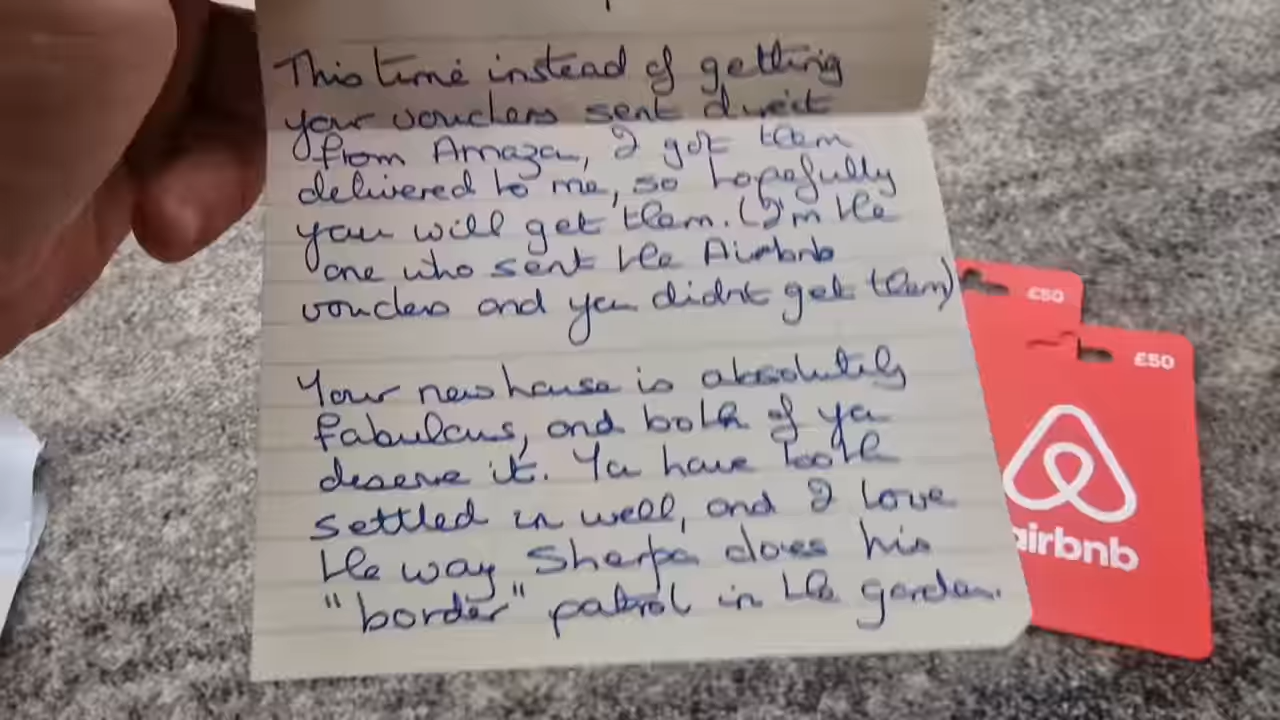 This time instead of getting
your vouchers sent direct
from Amazon, I got them
delivered to me, so hopefully
you will get them. (I'm the
one who sent the Airbnb
vouchers and you didnt get them)
Your new house is absolutely
fabulous, and both of you
deserve it. You have both
settled in well, and I love
the way Sherpa does his
"border" patrol in the garden.
£50
£50
airbnb